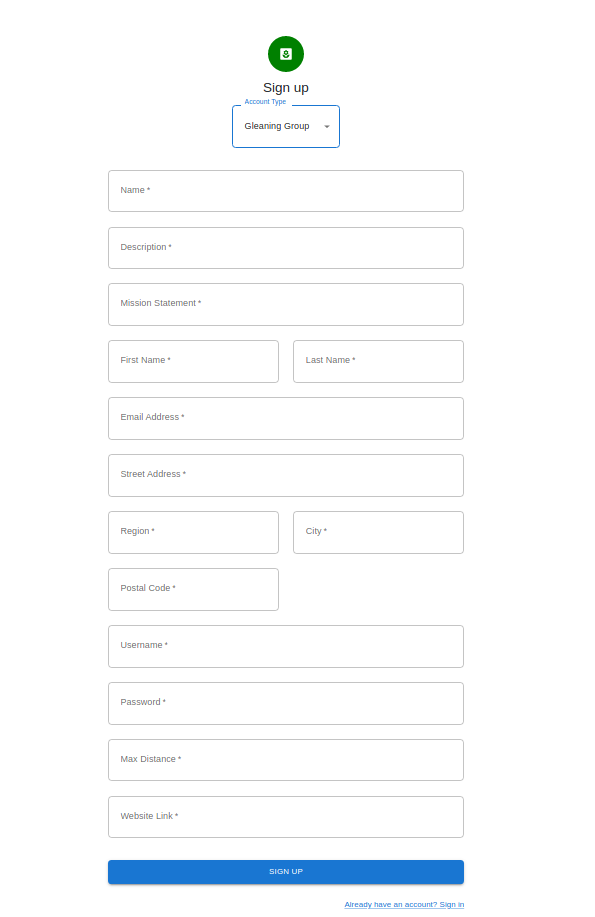 Sign up
Account Type
Gleaning Group
Name *
Description *
Mission Statement *
First Name * Last Name *
Email Address *
Street Address *
Region * City *
Postal Code *
Username *
Password *
Max Distance *
Website Link *
SIGN UP
Already have an account? Sign in